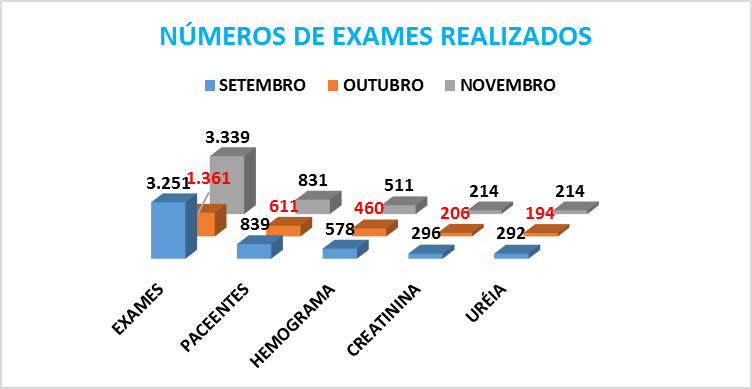 NÚMEROS DE EXAMES REALIZADOS
SETEMBRO OUTUBRO NOVEMBRO
3.339
3.251 1.361 831 511 214 214
839 611 578 460 296 206 292 194
EXAMES PACEENTES HEMOGRAMA CREATININA URÉIA